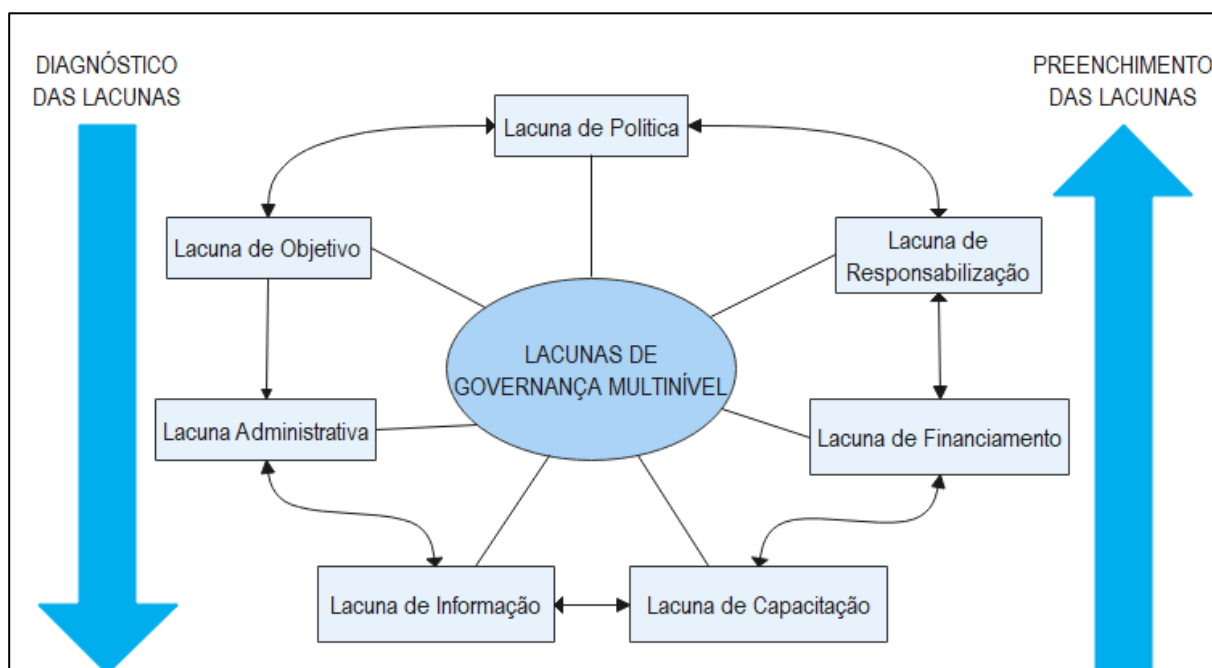 DIAGNÓSTICO
DAS LACUNAS
PREENCHIMENTO
DAS LACUNAS
Lacuna de Política
Lacuna de Objetivo
Lacuna de
Responsabilização
LACUNAS DE
GOVERNANÇA MULTINÍVEL
Lacuna Administrativa
Lacuna de Financiamento
Lacuna de Informação
Lacuna de Capacitação